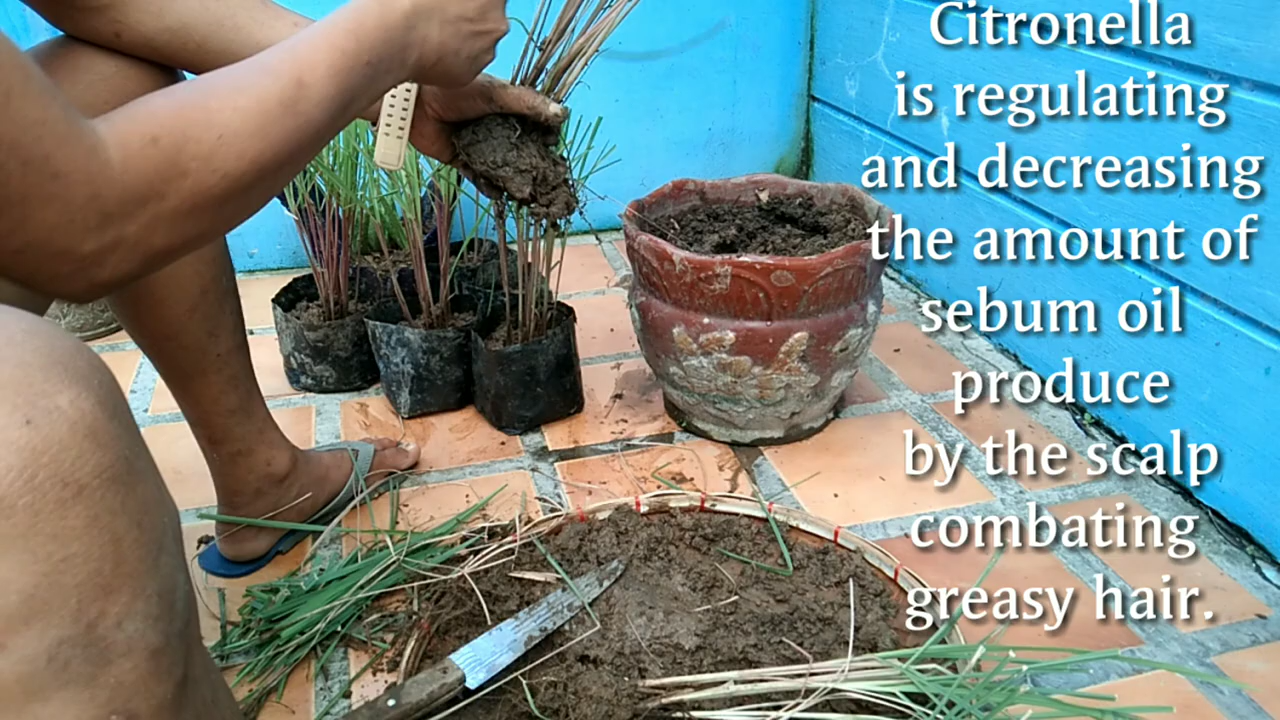 Citronella
is regulating
and decreasing
the amount of
sebum oil
produce
by the scalp
combating
greasy hair.